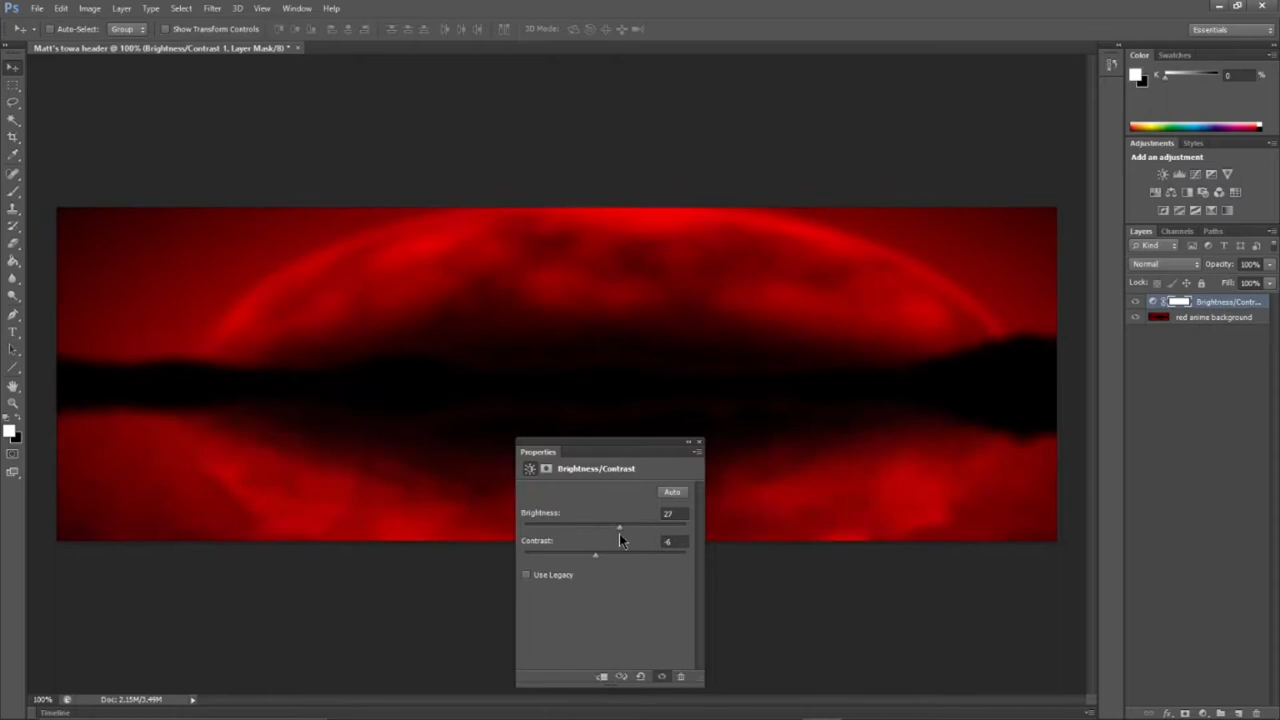 Ps File Edit Image Layer Type Select Filter 3D View Window Help
Auto-Select: Group Show Transform Controls 3D Mode: Essentials
Matt's towa header @ 100% (Brightness/Contrast 1, Layer Mask/8) * ×
Color Swatches
K 0 %
Adjustments Styles
Add an adjustment
Layers Channels Paths
Kind
Normal Opacity: 100%
Lock: Fill: 100%
Brightness/Contr...
red anime background
Properties
Brightness/Contrast
Auto
Brightness: 27
Contrast: -6
Use Legacy
100% Doc: 2.15M/3.49M
Timeline